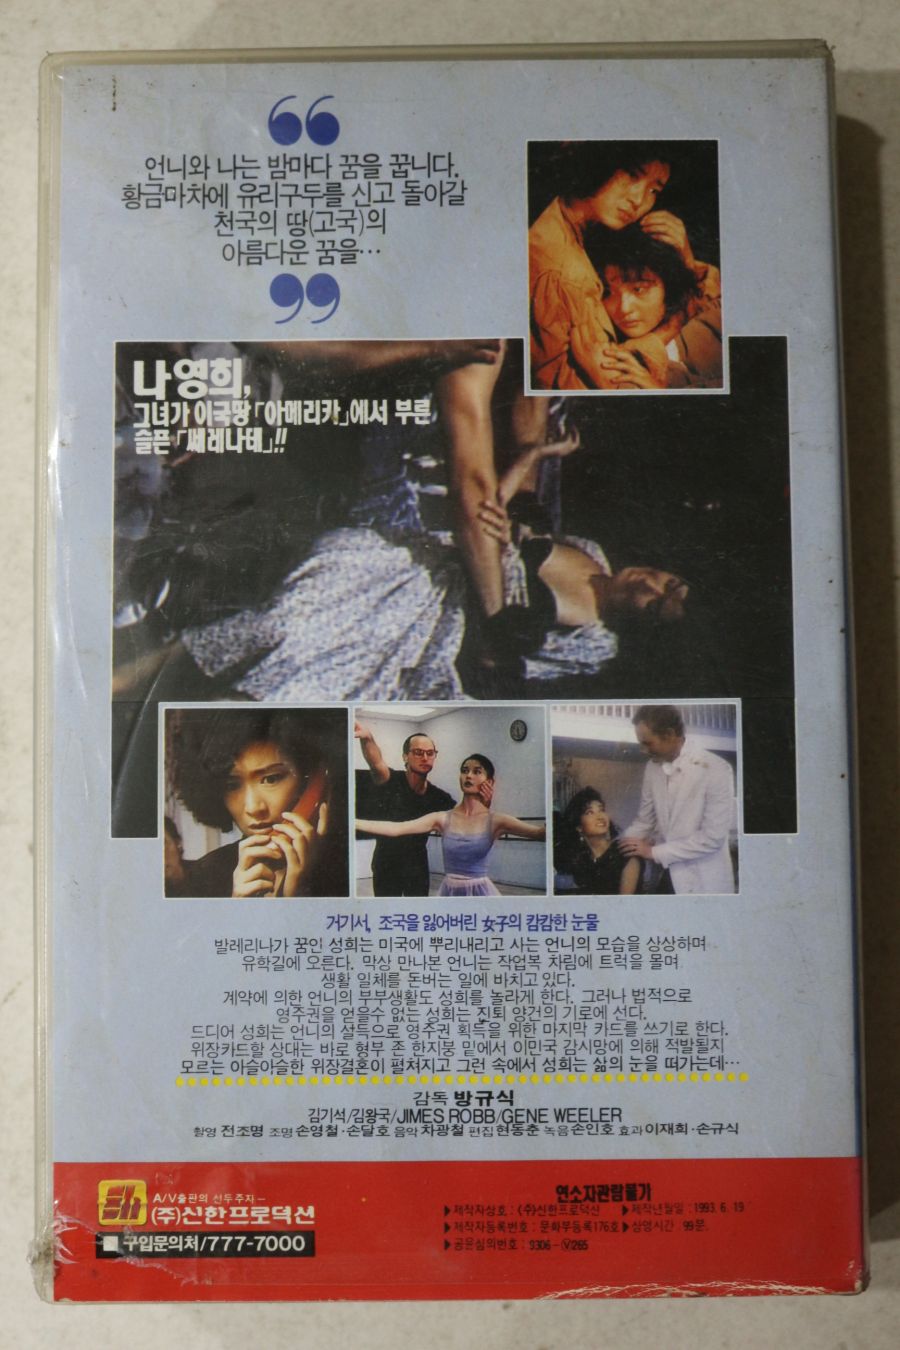 언니와 나는 밤마다 꿈을 꿉니다.
황금마차에 유리구두를 신고 돌아갈
천국의 땅(고국)의
아름다운 꿈을…
나영희,
그녀가 이국땅「아메리카」에서 부른
슬픈「쎄레나데」!!
거기서, 조국을 잃어버린 女子의 캄캄한 눈물
발레리나가 꿈인 성희는 미국에 뿌리내리고 사는 언니의 모습을 상상하며
유학길에 오른다. 막상 만나본 언니는 작업복 차림에 트럭을 몰며
생활 일체를 돈버는 일에 바치고 있다.
계약에 의한 언니의 부부생활도 성희를 놀라게 한다. 그러나 법적으로
영주권을 얻을수 없는 성희는 진퇴 양건의 기로에 선다.
드디어 성희는 언니의 설득으로 영주권 획득을 위한 마지막 카드를 쓰기로 한다.
위장카드할 상대는 바로 형부 존 한지붕 밑에서 이민국 감시망에 의해 적발될지
모르는 아슬아슬한 위장결혼이 펼쳐지고 그런 속에서 성희는 삶의 눈을 떠가는데…
감독 방규식
김기석/김왕국/JIMES ROBB/GENE WEELER
촬영 전조명 조명 손영철·손달호 음악 차광철 편집 현동춘 녹음 손인호 효과 이재희·손규식
A/V출판의 선두주자–
(주)신한프로덕션
구입문의처/777-7000
연소자관람불가
▶제작자상호 : (주)신한프로덕신 ▶제작년월일 : 1993. 6. 19
▶제작자등록번호 : 문화부등록176호 ▶상영시간 : 99분.
▶공윤심의번호 : 9306-Ⓥ265